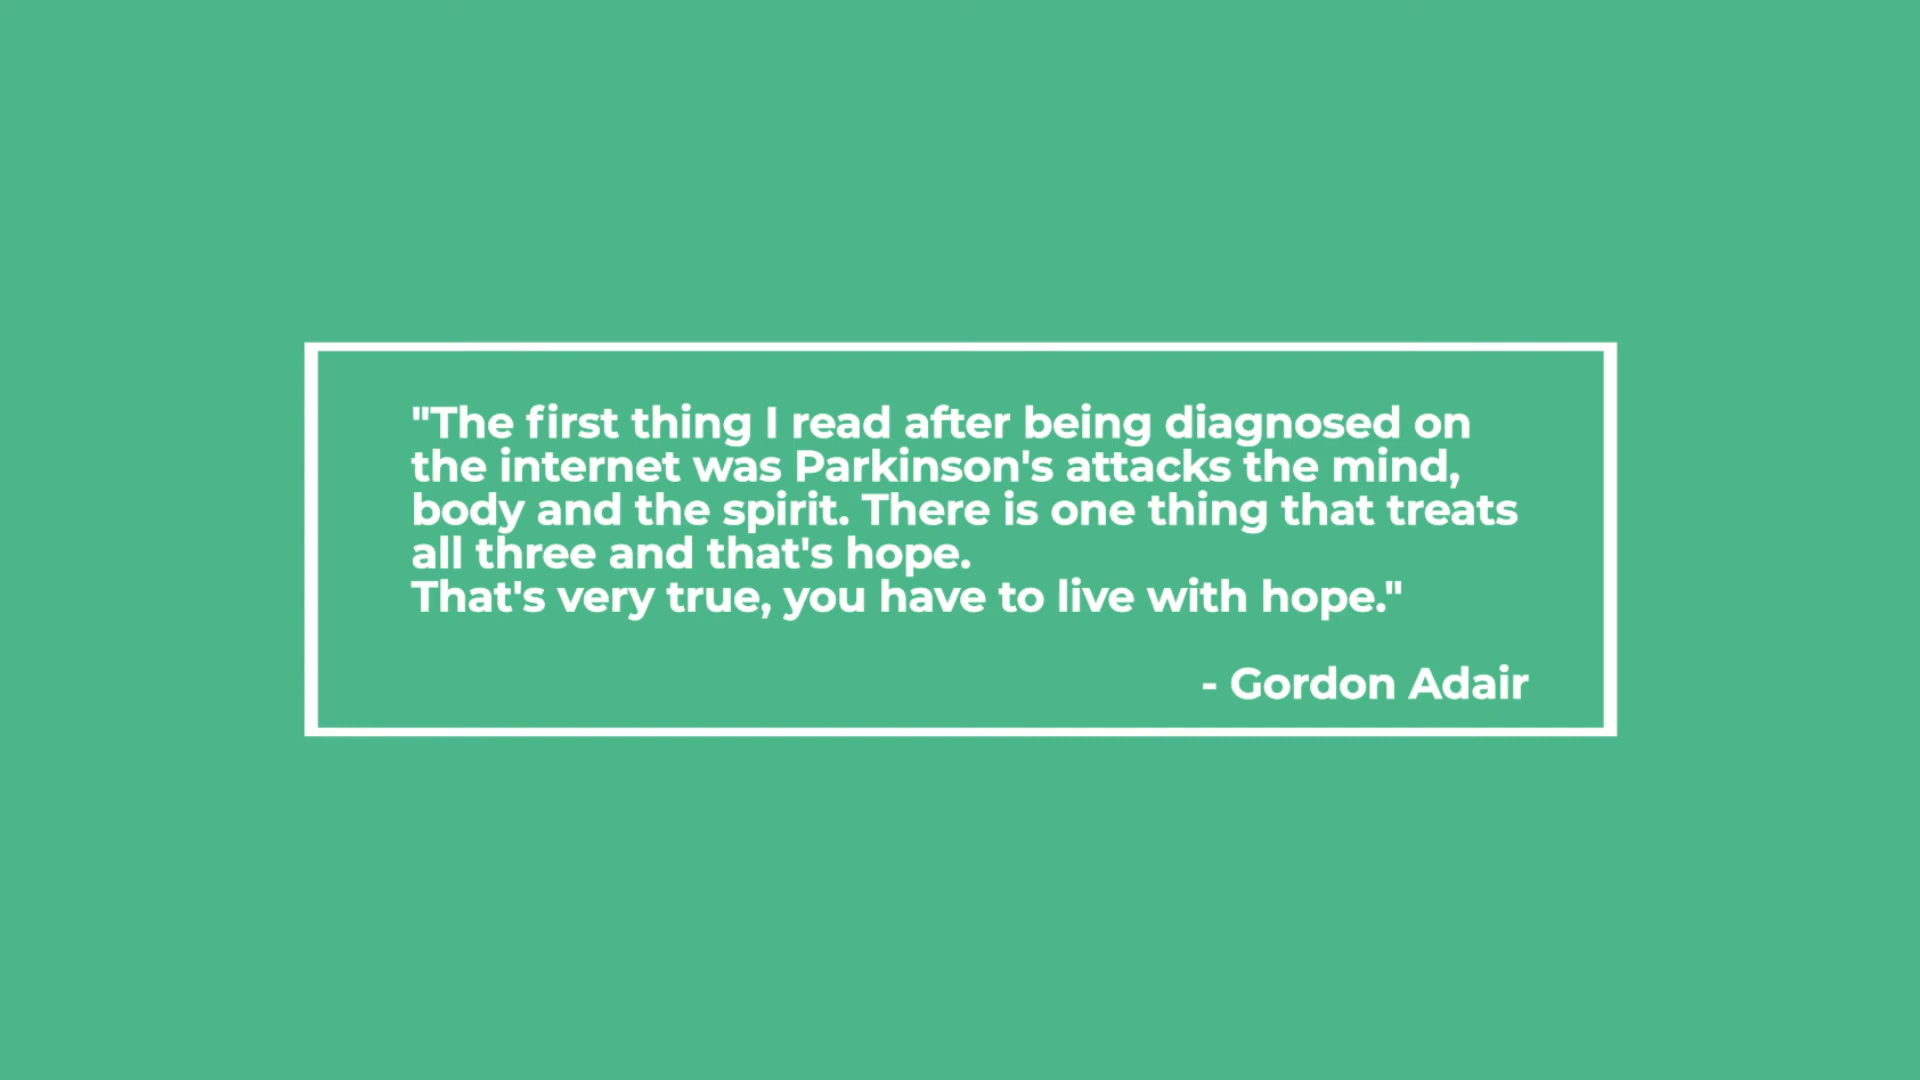 "The first thing I read after being diagnosed on
the internet was Parkinson's attacks the mind,
body and the spirit. There is one thing that treats
all three and that's hope.
That's very true, you have to live with hope."
- Gordon Adair